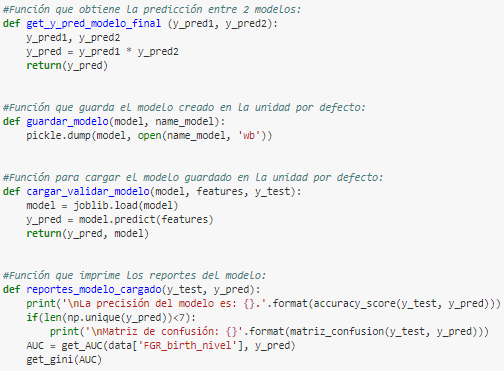 #Función que obtiene la predicción entre 2 modelos:
def get_y_pred_modelo_final (y_pred1, y_pred2):
    y_pred1, y_pred2
    y_pred = y_pred1 * y_pred2
    return(y_pred)
#Función que guarda el modelo creado en la unidad por defecto:
def guardar_modelo(model, name_model):
    pickle.dump(model, open(name_model, 'wb'))
#Función para cargar el modelo guardado en la unidad por defecto:
def cargar_validar_modelo(model, features, y_test):
    model = joblib.load(model)
    y_pred = model.predict(features)
    return(y_pred, model)
#Función que imprime los reportes del modelo:
def reportes_modelo_cargado(y_test, y_pred):
    print('\nLa precisión del modelo es: {}.'.format(accuracy_score(y_test, y_pred)))
    if(len(np.unique(y_pred))<7):
        print('\nMatriz de confusión: {}'.format(matriz_confusion(y_test, y_pred)))
    AUC = get_AUC(data['FGR_birth_nivel'], y_pred)
    get_gini(AUC)